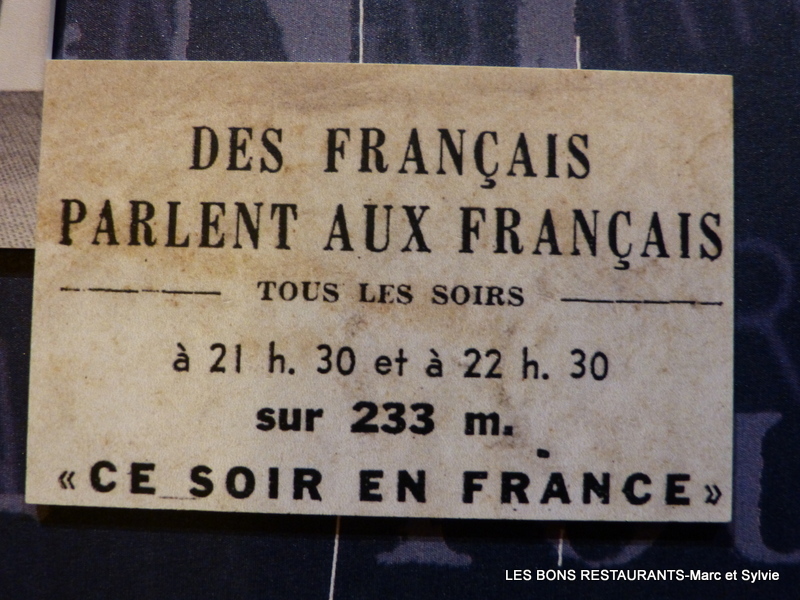 DES FRANÇAIS
PARLENT AUX FRANÇAIS
TOUS LES SOIRS
à 21 h. 30 et à 22 h. 30
sur 233 m.
« CE SOIR EN FRANCE »
LES BONS RESTAURANTS-Marc et Sylvie